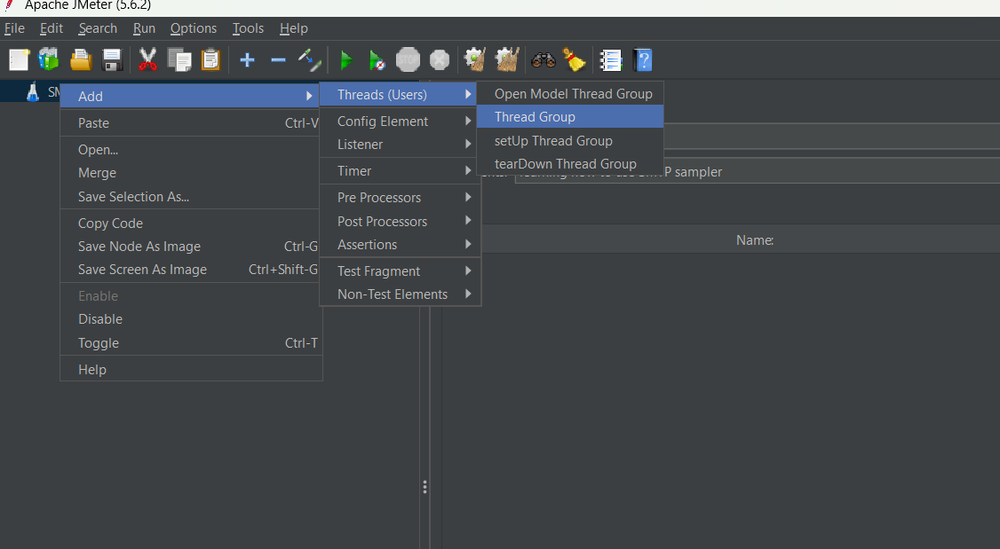 Apache JMeter (5.6.2)
File Edit Search Run Options Tools Help
STOP
SM
Add
Paste Ctrl-V
Open...
Merge
Save Selection As...
Copy Code
Save Node As Image Ctrl-G
Save Screen As Image Ctrl+Shift-G
Enable
Disable
Toggle Ctrl-T
Help
Threads (Users)
Config Element
Listener
Timer
Pre Processors
Post Processors
Assertions
Test Fragment
Non-Test Elements
Open Model Thread Group
Thread Group
setUp Thread Group
tearDown Thread Group
learning how to use SMTP sampler
Name: